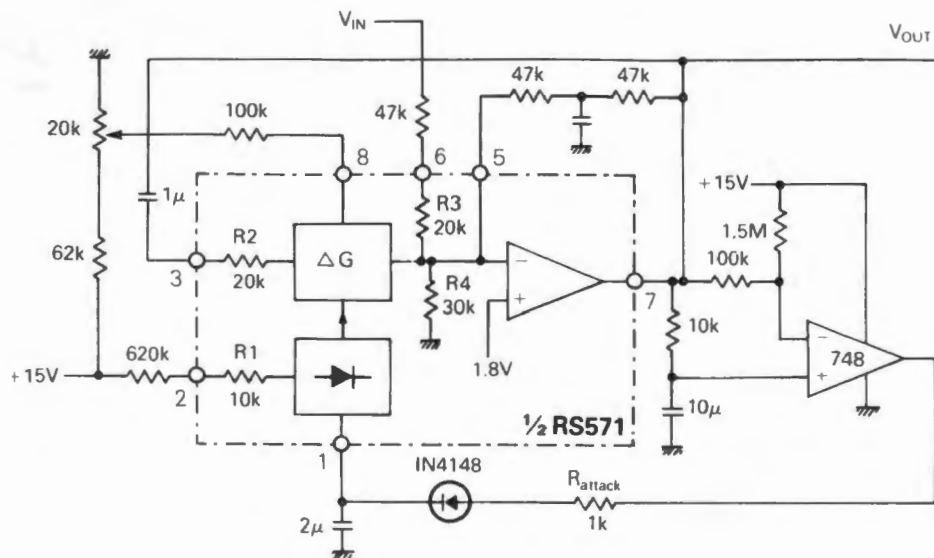 V_IN
V_OUT
47k
47k
20k
100k
47k
8
6
5
+15V
1μ
R3
20k
1.5M
62k
R2
ΔG
100k
3
20k
R4
30k
−
7
+
10k
−
620k
R1
1.8V
748
+15V
+
2
10k
10μ
½ RS571
1
IN4148
R_attack
2μ
1k